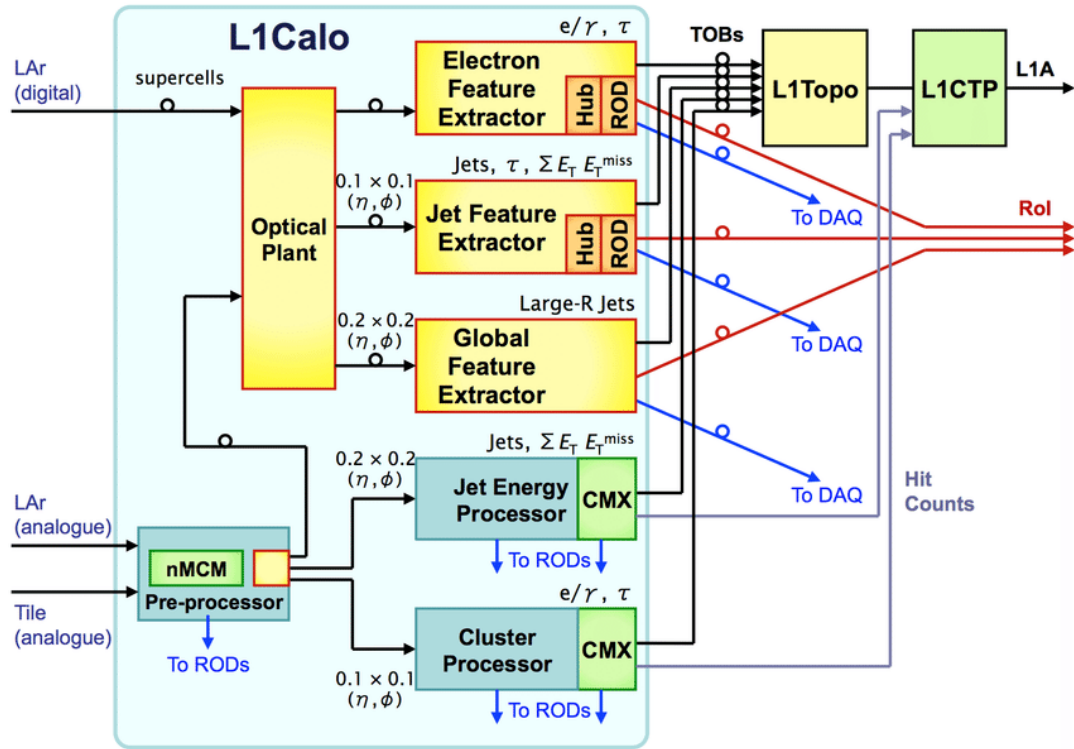 L1Calo
e/γ, τ
TOBs
LAr
(digital)
supercells
Electron
Feature
Extractor
Hub
ROD
L1Topo
L1CTP
L1A
Jets, τ, Σ E_T E_T^miss
0.1 × 0.1
(η,ϕ)
Optical
Plant
Jet Feature
Extractor
Hub
ROD
To DAQ
RoI
Large-R Jets
0.2 × 0.2
(η,ϕ)
Global
Feature
Extractor
To DAQ
Jets, Σ E_T E_T^miss
0.2 × 0.2
(η,ϕ)
Jet Energy
Processor
CMX
To DAQ
Hit
Counts
LAr
(analogue)
To RODs
nMCM
Pre-processor
e/γ, τ
Tile
(analogue)
Cluster
Processor
CMX
To RODs
0.1 × 0.1
(η,ϕ)
To RODs